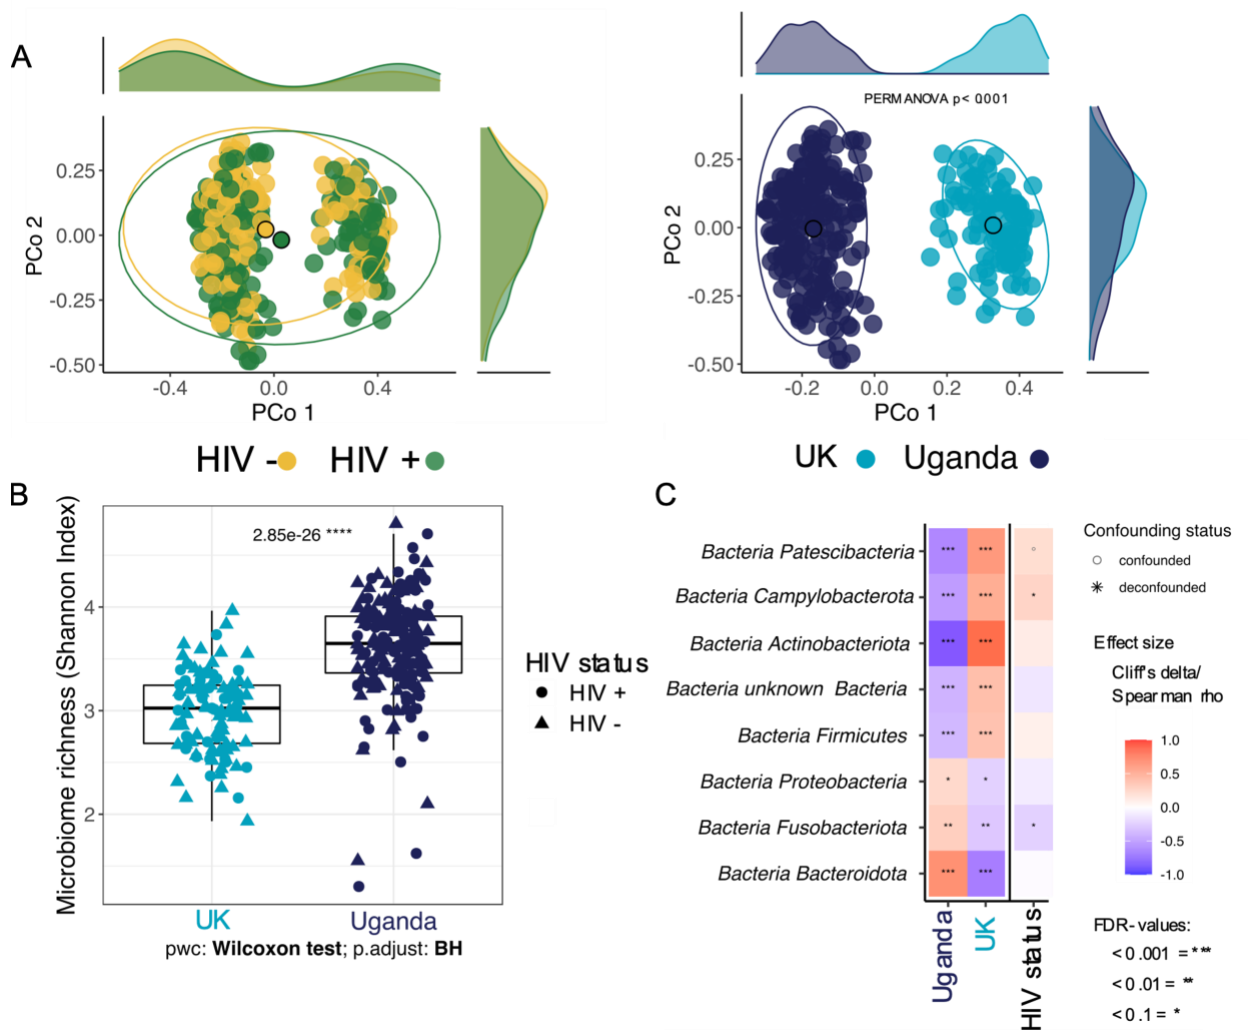 A
PERMANOVA p< 0.001
PCo 2
0.25
0.00
-0.25
-0.50
-0.4 0.0 0.4
PCo 1
PCo 2
0.25
0.00
-0.25
-0.50
-0.2 0.0 0.2 0.4
PCo 1
HIV - HIV +
UK Uganda
B
Microbiome richness (Shannon Index)
4
3
2
2.85e-26 ****
UK Uganda
pwc: Wilcoxon test; p.adjust: BH
HIV status
HIV +
HIV -
C
Bacteria Patescibacteria *** *** ○
Bacteria Campylobacterota *** *** *
Bacteria Actinobacteriota *** ***
Bacteria unknown Bacteria *** ***
Bacteria Firmicutes *** ***
Bacteria Proteobacteria * *
Bacteria Fusobacteriota ** ** *
Bacteria Bacteroidota *** ***
Uganda
UK
HIV status
Confounding status
○ confounded
* deconfounded
Effect size
Cliff's delta/
Spearman rho
1.0
0.5
0.0
-0.5
-1.0
FDR-values:
<0.001 = ***
<0.01 = **
<0.1 = *